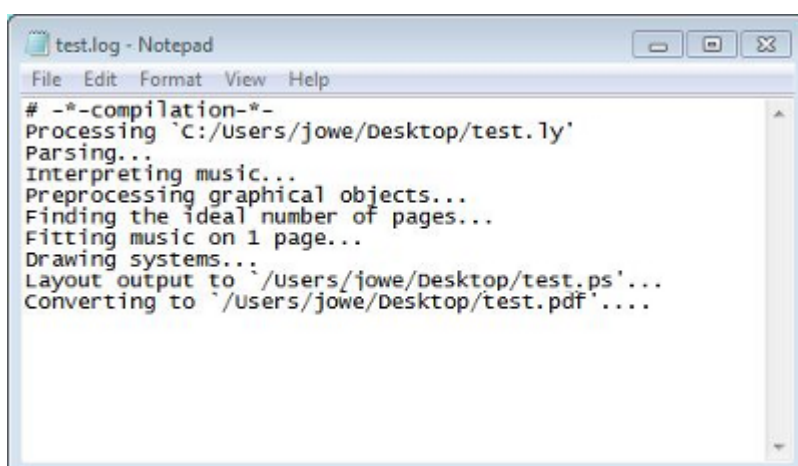 test.log - Notepad
File Edit Format View Help
# -*-compilation-*-
Processing `C:/Users/jowe/Desktop/test.ly'
Parsing...
Interpreting music...
Preprocessing graphical objects...
Finding the ideal number of pages...
Fitting music on 1 page...
Drawing systems...
Layout output to `/Users/jowe/Desktop/test.ps'...
Converting to `/Users/jowe/Desktop/test.pdf'....